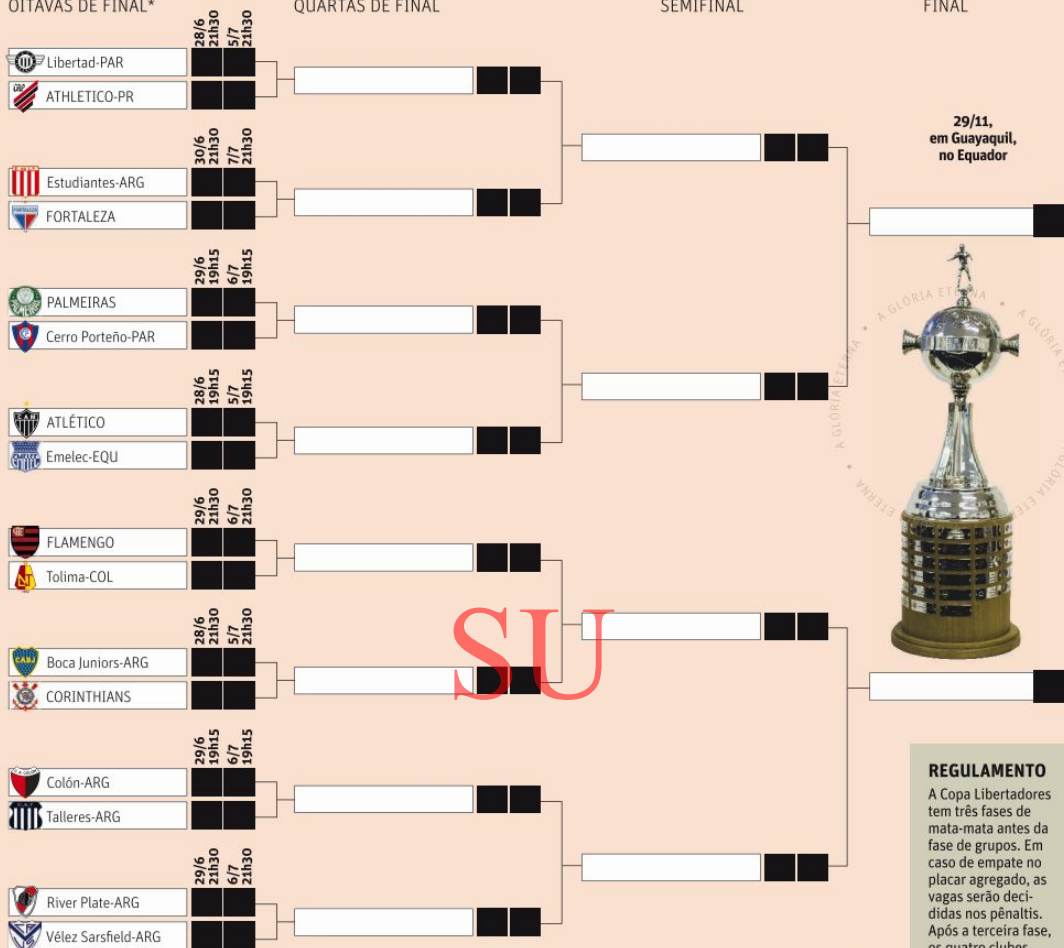 OITAVAS DE FINAL*
QUARTAS DE FINAL
SEMIFINAL
FINAL
28/6
21h30
5/7
21h30
Libertad-PAR
ATHLETICO-PR
30/6
21h30
7/7
21h30
Estudiantes-ARG
FORTALEZA
29/6
19h15
6/7
19h15
PALMEIRAS
Cerro Porteño-PAR
28/6
19h15
5/7
19h15
ATLÉTICO
Emelec-EQU
29/6
21h30
6/7
21h30
FLAMENGO
Tolima-COL
28/6
21h30
5/7
21h30
Boca Juniors-ARG
CORINTHIANS
29/6
19h15
6/7
19h15
Colón-ARG
Talleres-ARG
29/6
21h30
6/7
21h30
River Plate-ARG
Vélez Sarsfield-ARG
SU
29/11,
em Guayaquil,
no Equador
A GLÓRIA ETERNA • A GLÓRIA ETERNA • A GLÓRIA
REGULAMENTO
A Copa Libertadores
tem três fases de
mata-mata antes da
fase de grupos. Em
caso de empate no
placar agregado, as
vagas serão deci-
didas nos pênaltis.
Após a terceira fase,
os quatro clubes